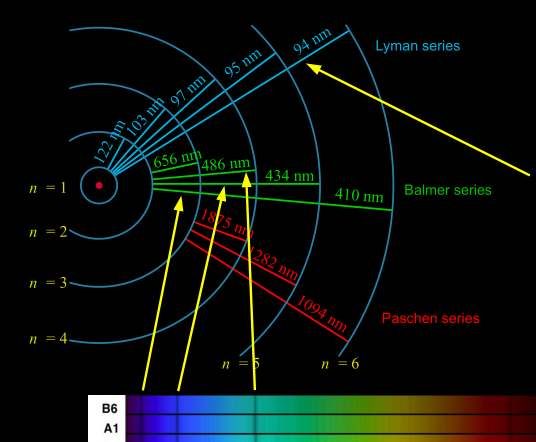 Lyman series
94 nm
95 nm
97 nm
103 nm
122 nm
656 nm
486 nm
434 nm
410 nm
Balmer series
1875 nm
1282 nm
1094 nm
Paschen series
n = 1
n = 2
n = 3
n = 4
n = 5
n = 6
B6
A1